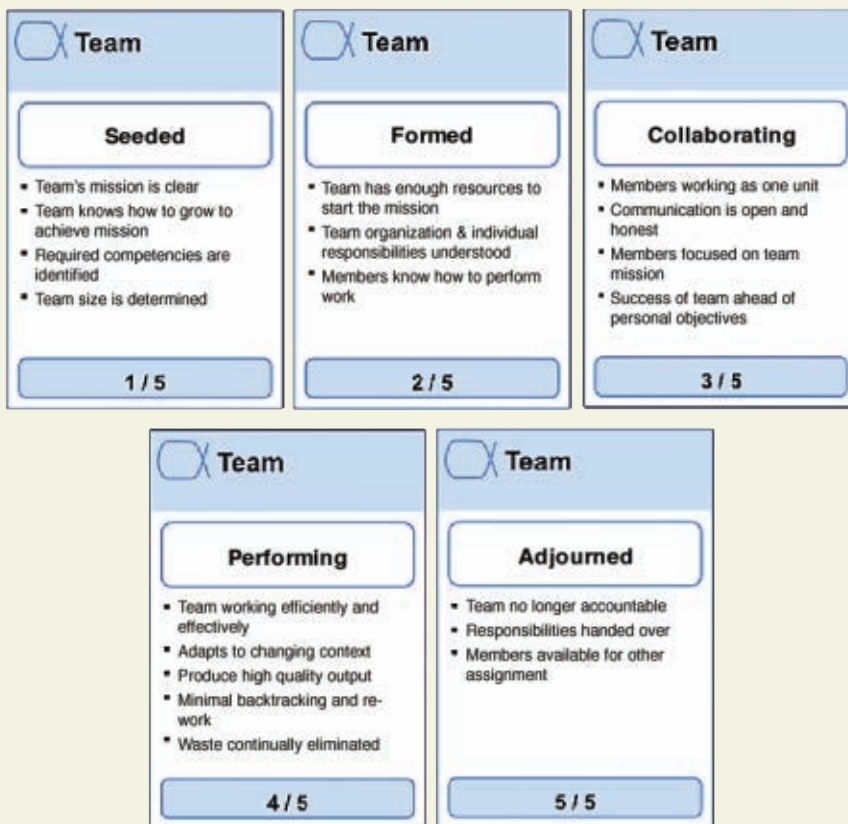 Team
Seeded
▪ Team's mission is clear
▪ Team knows how to grow to
achieve mission
▪ Required competencies are
identified
▪ Team size is determined
1 / 5
Team
Formed
▪ Team has enough resources to
start the mission
▪ Team organization & individual
responsibilities understood
▪ Members know how to perform
work
2 / 5
Team
Collaborating
▪ Members working as one unit
▪ Communication is open and
honest
▪ Members focused on team
mission
▪ Success of team ahead of
personal objectives
3 / 5
Team
Performing
▪ Team working efficiently and
effectively
▪ Adapts to changing context
▪ Produce high quality output
▪ Minimal backtracking and re-
work
▪ Waste continually eliminated
4 / 5
Team
Adjourned
▪ Team no longer accountable
▪ Responsibilities handed over
▪ Members available for other
assignment
5 / 5